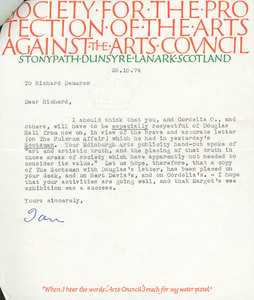 SOCIETY·FOR·THE·PRO
TECTION·OF·THE·ARTS
AGAINST·THE·ARTS·COUNCIL
STONYPATH·DUNSYRE·LANARK·SCOTLAND
26.10.74
To Richard Demarco
Dear Richard,
I should think that you, and Cordelia O., and
others, will have to be especially respectful of Douglas
Hall from now on, in view of the brave and accurate letter
(on The Fulcrum Affair) which he had in yesterday's
Scotsman. Your Edinburgh Arts publicity hand-out spoke of
"art and artistic truth, and the placing of that truth in
those areas of society which have apparently not needed to
consider its value." Let us hope, therefore, that a copy
of The Scotsman with Douglas's letter, has been placed on
your desk, and on Bert Davis's, and on Cordelia's. - I hope
that your activities are going well, and that Margot's wee
exhibition was a success.
Yours sincerely,
Ian
"When I hear the words 'Arts Council' I reach for my water pistol"